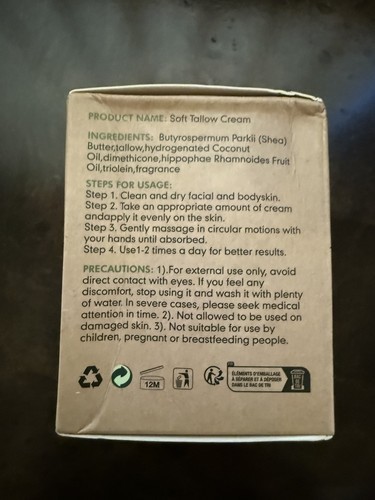 PRODUCT NAME: Soft Tallow Cream
INGREDIENTS: Butyrospermum Parkii (Shea)
Butter,tallow,hydrogenated Coconut
Oil,dimethicone,hippophae Rhamnoides Fruit
Oil,triolein,fragrance
STEPS FOR USAGE:
Step 1. Clean and dry facial and bodyskin.
Step 2. Take an appropriate amount of cream
andapply it evenly on the skin.
Step 3. Gently massage in circular motions with
your hands until absorbed.
Step 4. Use1-2 times a day for better results.
PRECAUTIONS: 1).For external use only, avoid
direct contact with eyes. If you feel any
discomfort, stop using it and wash it with plenty
of water. In severe cases, please seek medical
attention in time. 2). Not allowed to be used on
damaged skin. 3). Not suitable for use by
children, pregnant or breastfeeding people.
12M
ÉLÉMENTS D'EMBALLAGE
À SÉPARER ET À DÉPOSER
DANS LE BAC DE TRI